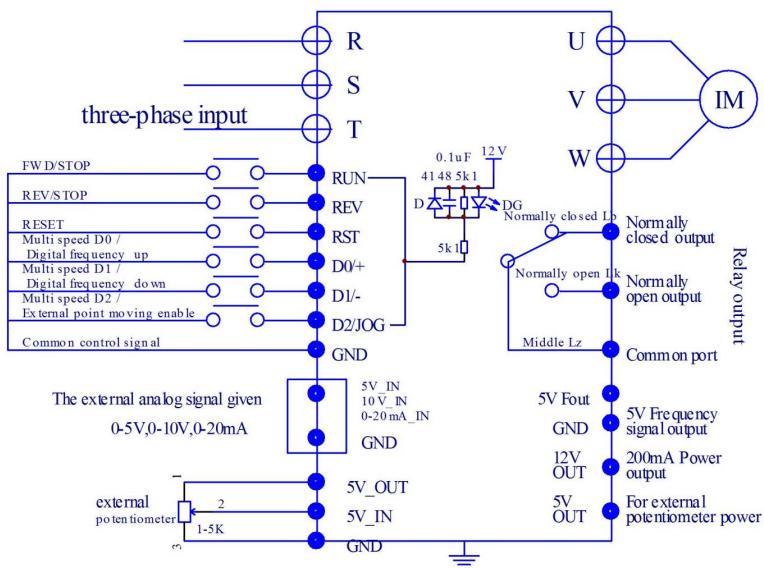 R
U
S
V
IM
three-phase input
T
W
FWD/STOP
RUN
REV/STOP
REV
RESET
RST
Multi speed D0 /
Digital frequency up
D0/+
Multi speed D1 /
Digital frequency down
D1/-
Multi speed D2 /
External point moving enable
D2/JOG
Common control signal
GND
0.1uF
12V
4148 5k1
D
DG
5k1
Normally closed Lb
Normally
closed output
Normally open Lk
Normally
open output
Middle Lz
Common port
Relay output
The external analog signal given
0-5V,0-10V,0-20mA
5V_IN
10V_IN
0-20mA_IN
GND
5V Fout
GND
5V Frequency
signal output
12V
OUT
200mA Power
output
5V
OUT
For external
potentiometer power
1
5V_OUT
external
potentiometer
2
5V_IN
1-5K
3
GND